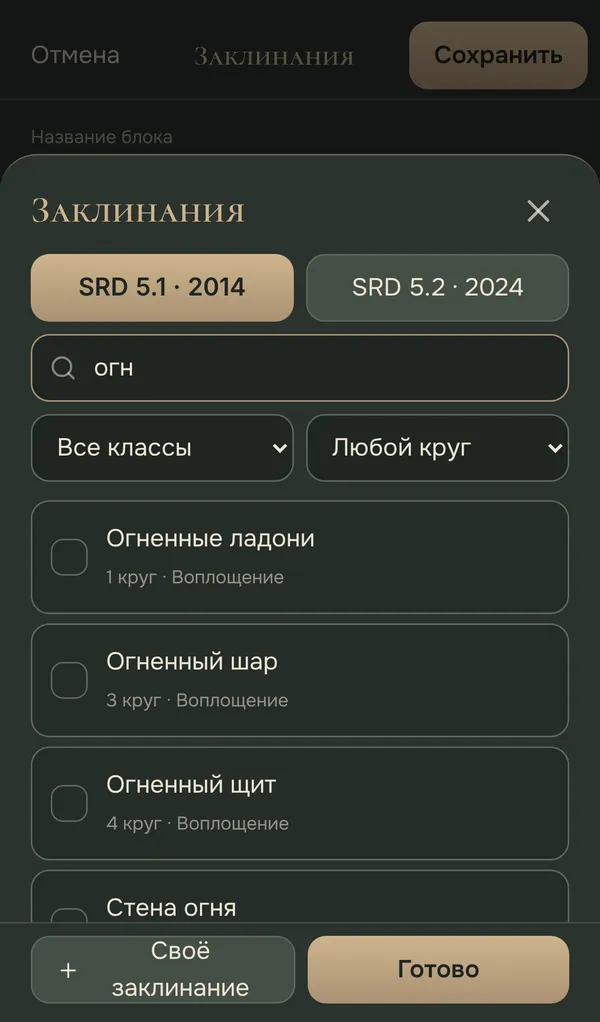 Отмена
Заклинания
Сохранить
Название блока
Заклинания
SRD 5.1 · 2014
SRD 5.2 · 2024
огн
Все классы
Любой круг
Огненные ладони
1 круг · Воплощение
Огненный шар
3 круг · Воплощение
Огненный щит
4 круг · Воплощение
Стена огня
+ Своё
заклинание
Готово